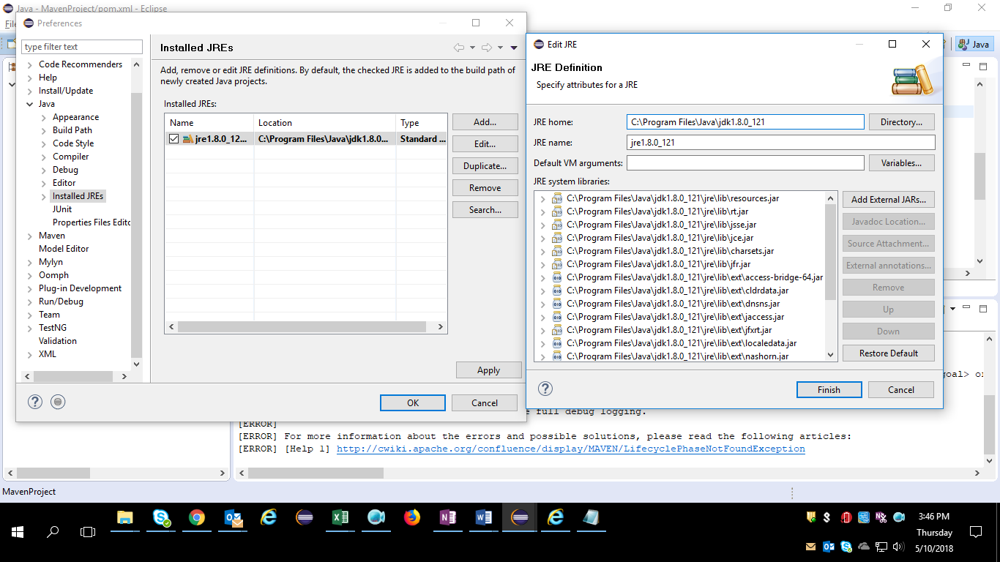 Java - MavenProject/pom.xml - Eclipse
Preferences
type filter text
Code Recommenders
Help
Install/Update
Java
Appearance
Build Path
Code Style
Compiler
Debug
Editor
Installed JREs
JUnit
Properties Files Edito
Maven
Model Editor
Mylyn
Oomph
Plug-in Development
Run/Debug
Team
TestNG
Validation
XML
Installed JREs
Add, remove or edit JRE definitions. By default, the checked JRE is added to the build path of
newly created Java projects.
Installed JREs:
Name Location Type
jre1.8.0_12... C:\Program Files\Java\jdk1.8.0... Standard ...
Add...
Edit...
Duplicate...
Remove
Search...
Apply
OK Cancel
Edit JRE
JRE Definition
Specify attributes for a JRE
JRE home: C:\Program Files\Java\jdk1.8.0_121 Directory...
JRE name: jre1.8.0_121
Default VM arguments: Variables...
JRE system libraries:
C:\Program Files\Java\jdk1.8.0_121\jre\lib\resources.jar
C:\Program Files\Java\jdk1.8.0_121\jre\lib\rt.jar
C:\Program Files\Java\jdk1.8.0_121\jre\lib\jsse.jar
C:\Program Files\Java\jdk1.8.0_121\jre\lib\jce.jar
C:\Program Files\Java\jdk1.8.0_121\jre\lib\charsets.jar
C:\Program Files\Java\jdk1.8.0_121\jre\lib\jfr.jar
C:\Program Files\Java\jdk1.8.0_121\jre\lib\ext\access-bridge-64.jar
C:\Program Files\Java\jdk1.8.0_121\jre\lib\ext\cldrdata.jar
C:\Program Files\Java\jdk1.8.0_121\jre\lib\ext\dnsns.jar
C:\Program Files\Java\jdk1.8.0_121\jre\lib\ext\jaccess.jar
C:\Program Files\Java\jdk1.8.0_121\jre\lib\ext\jfxrt.jar
C:\Program Files\Java\jdk1.8.0_121\jre\lib\ext\localedata.jar
C:\Program Files\Java\jdk1.8.0_121\jre\lib\ext\nashorn.jar
Add External JARs...
Javadoc Location...
Source Attachment...
External annotations...
Remove
Up
Down
Restore Default
Finish Cancel
Java
goal> or
full debug logging.
[ERROR]
[ERROR] For more information about the errors and possible solutions, please read the following articles:
[ERROR] [Help 1] http://cwiki.apache.org/confluence/display/MAVEN/LifecyclePhaseNotFoundException
MavenProject
3:46 PM
Thursday
5/10/2018